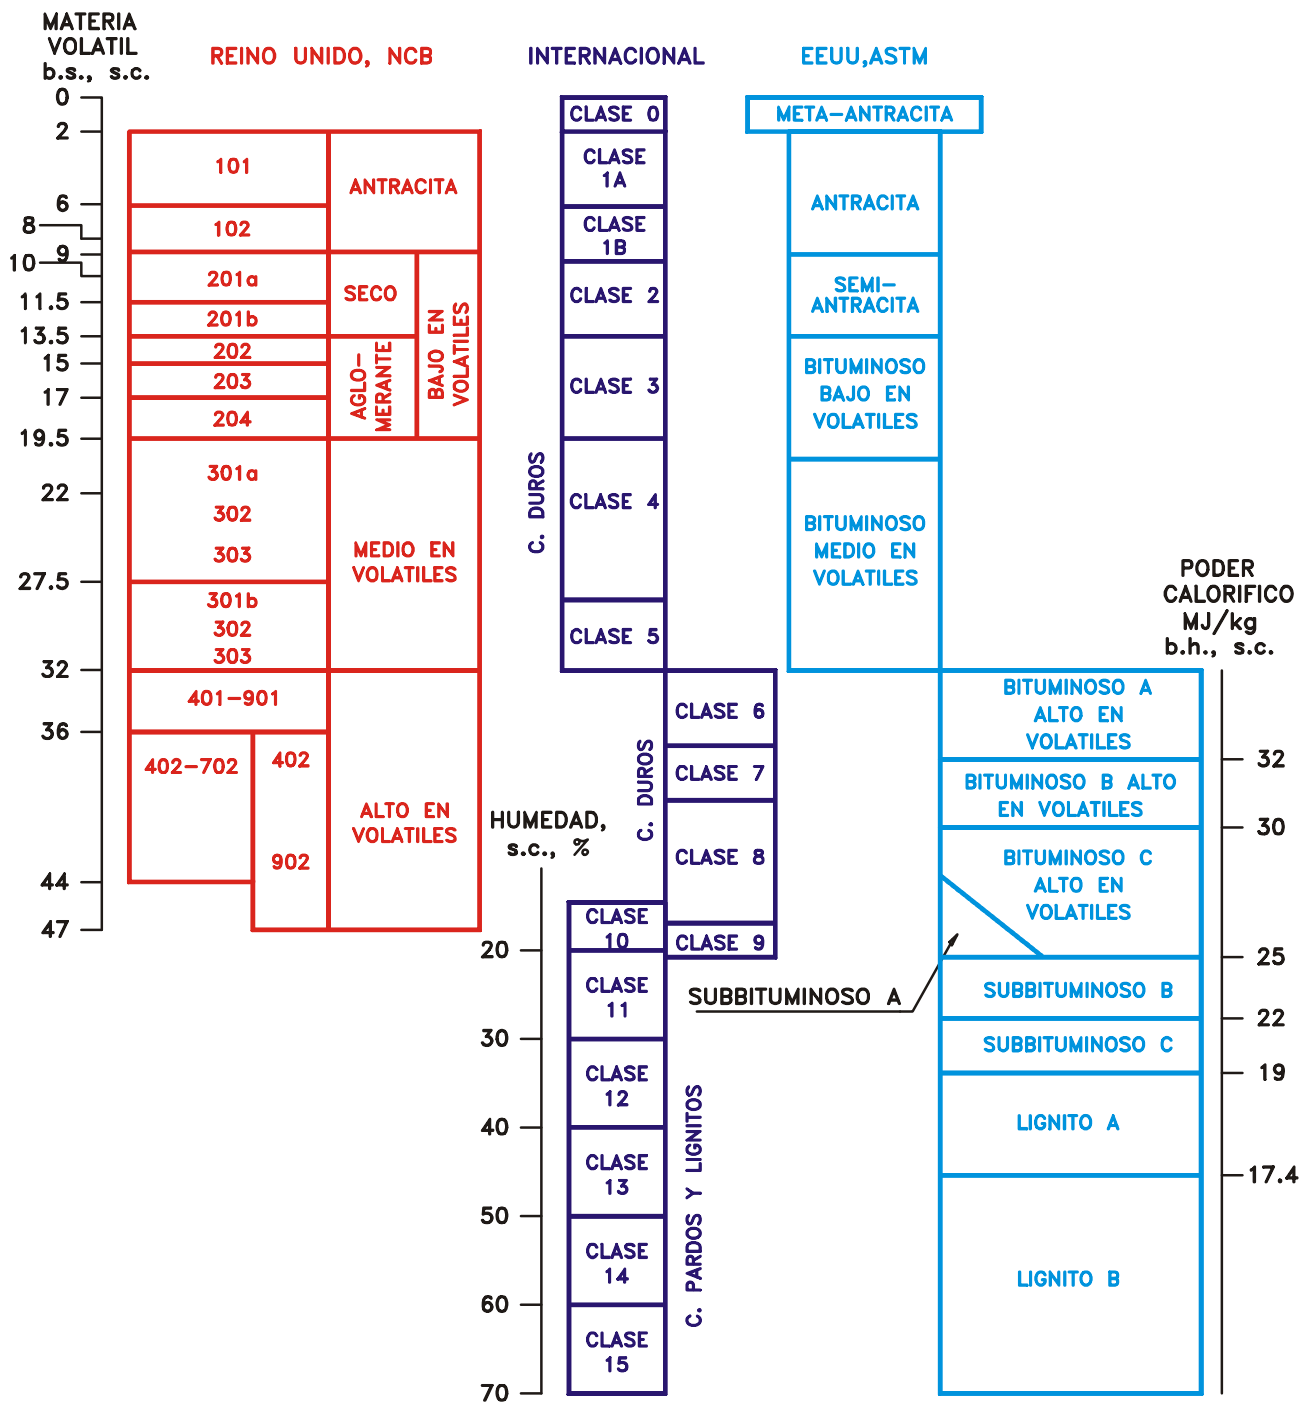 MATERIA
VOLATIL
b.s., s.c.
0
2
6
8
9
10
11.5
13.5
15
17
19.5
22
27.5
32
36
44
47
REINO UNIDO, NCB
101
102
201a
201b
202
203
204
301a
302
303
301b
302
303
401-901
402-702
402
902
ANTRACITA
SECO
AGLO-
MERANTE
BAJO EN
VOLATILES
MEDIO EN
VOLATILES
ALTO EN
VOLATILES
INTERNACIONAL
CLASE 0
CLASE
1A
CLASE
1B
CLASE 2
CLASE 3
CLASE 4
CLASE 5
C. DUROS
CLASE 6
CLASE 7
CLASE 8
CLASE 9
C. DUROS
HUMEDAD,
s.c., %
20
30
40
50
60
70
CLASE
10
CLASE
11
CLASE
12
CLASE
13
CLASE
14
CLASE
15
C. PARDOS Y LIGNITOS
EEUU,ASTM
META-ANTRACITA
ANTRACITA
SEMI-
ANTRACITA
BITUMINOSO
BAJO EN
VOLATILES
BITUMINOSO
MEDIO EN
VOLATILES
BITUMINOSO A
ALTO EN
VOLATILES
BITUMINOSO B ALTO
EN VOLATILES
BITUMINOSO C
ALTO EN
VOLATILES
SUBBITUMINOSO A
SUBBITUMINOSO B
SUBBITUMINOSO C
LIGNITO A
LIGNITO B
PODER
CALORIFICO
MJ/kg
b.h., s.c.
32
30
25
22
19
17.4